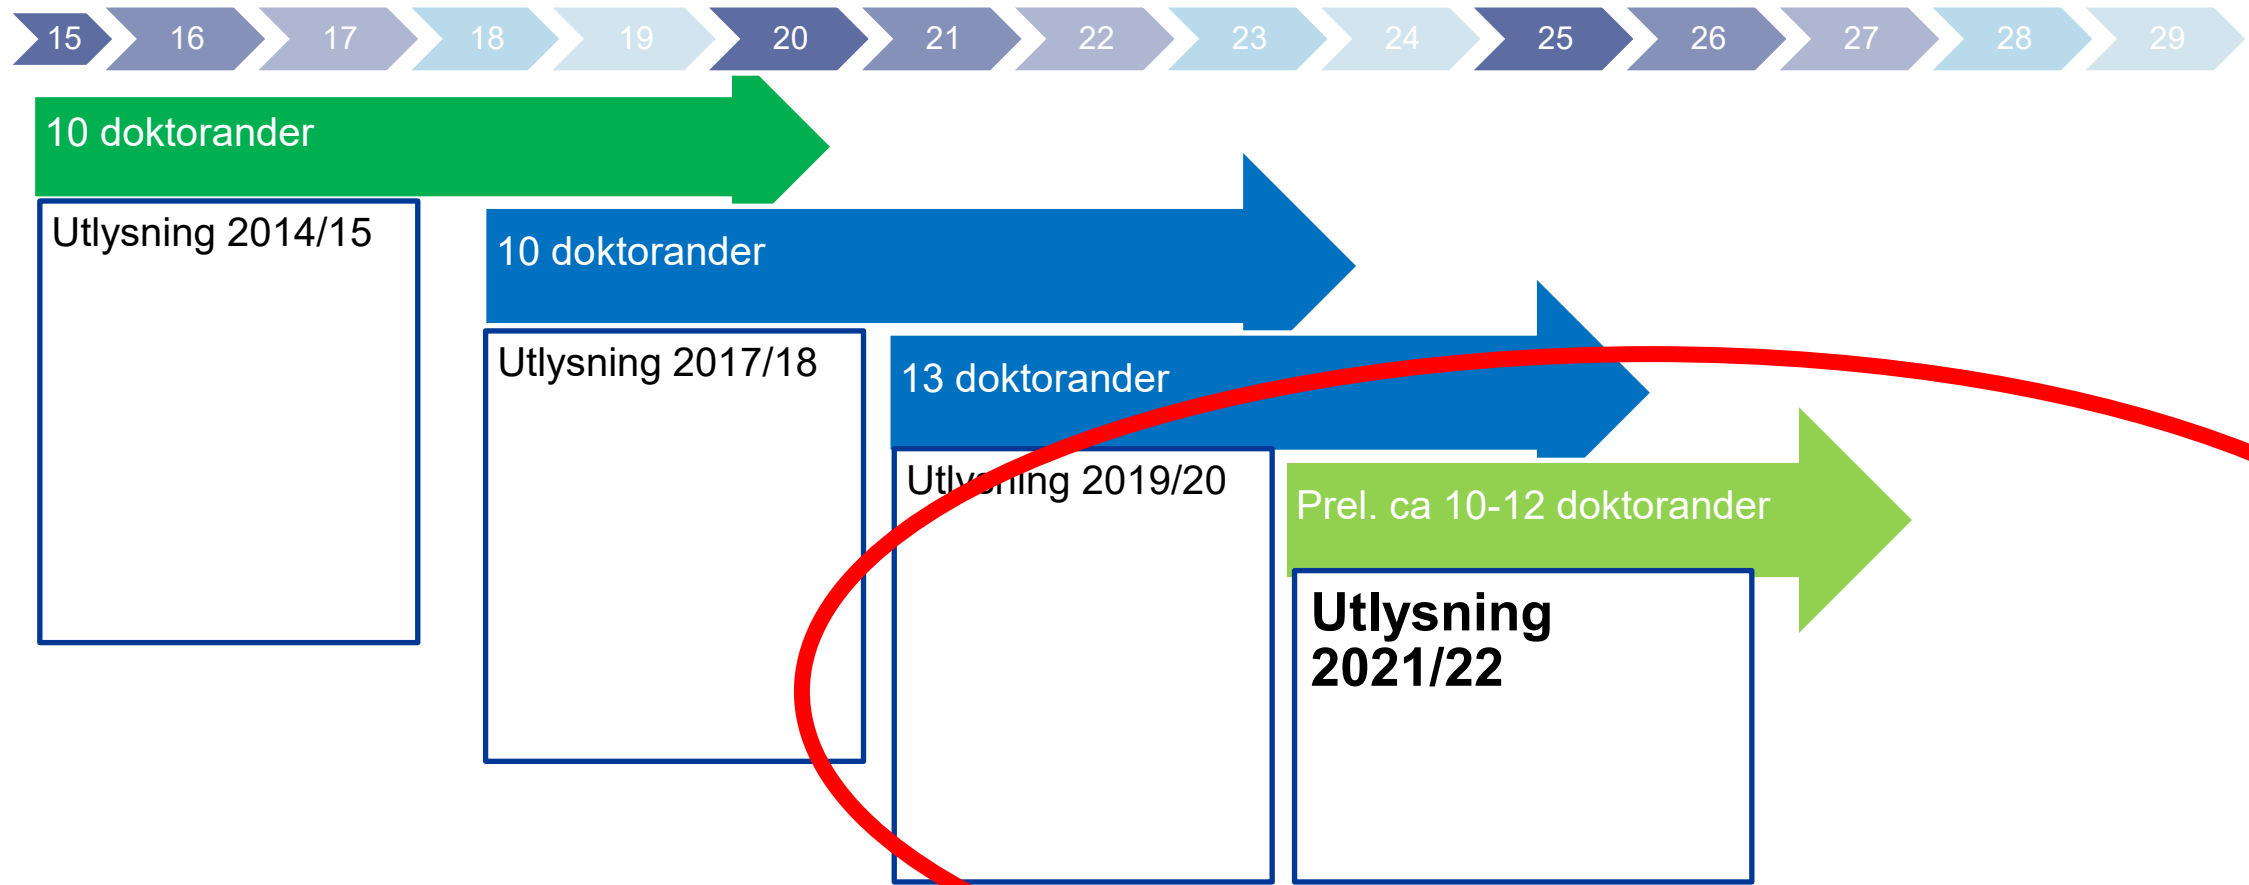 15 16 17 18 19 20 21 22 23 24 25 26 27 28 29
10 doktorander
Utlysning 2014/15
10 doktorander
Utlysning 2017/18
13 doktorander
Utlysning 2019/20
Prel. ca 10-12 doktorander
Utlysning
2021/22